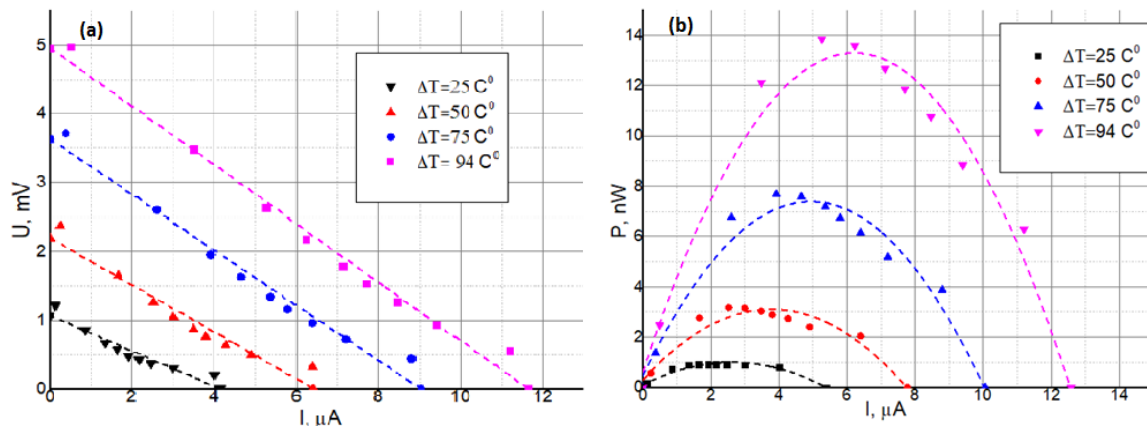 (a)
ΔT=25 C⁰
ΔT=50 C⁰
ΔT=75 C⁰
ΔT= 94 C⁰
U, mV
5
4
3
2
1
0
0 2 4 6 8 10 12
I, μA
(b)
ΔT=25 C⁰
ΔT=50 C⁰
ΔT=75 C⁰
ΔT=94 C⁰
P, nW
14
12
10
8
6
4
2
0
0 2 4 6 8 10 12 14
I, μA